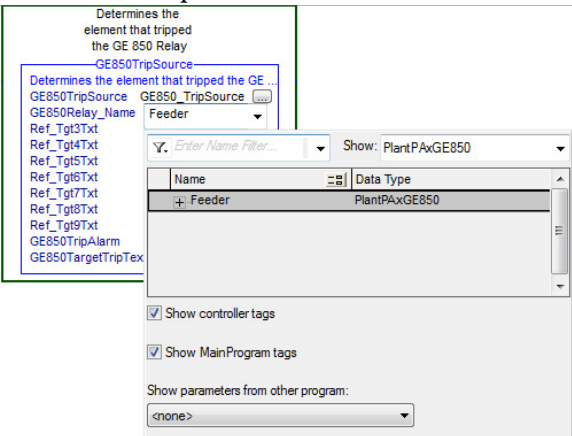 Determines the
element that tripped
the GE 850 Relay
GE850TripSource
Determines the element that tripped the GE ...
GE850TripSource GE850_TripSource ...
GE850Relay_Name Feeder
Ref_Tgt3Txt
Ref_Tgt4Txt
Ref_Tgt5Txt
Ref_Tgt6Txt
Ref_Tgt7Txt
Ref_Tgt8Txt
Ref_Tgt9Txt
GE850TripAlarm
GE850TargetTripTex
Enter Name Filter... Show: PlantPAxGE850
Name Data Type
Feeder PlantPAxGE850
Show controller tags
Show MainProgram tags
Show parameters from other program:
<none>